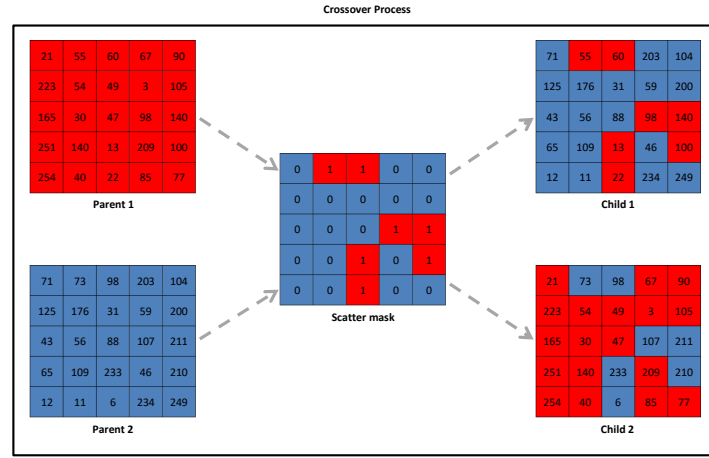 Crossover Process
21 55 60 67 90
223 54 49 3 105
165 30 47 98 140
251 140 13 209 100
254 40 22 85 77
Parent 1
71 73 98 203 104
125 176 31 59 200
43 56 88 107 211
65 109 233 46 210
12 11 6 234 249
Parent 2
0 1 1 0 0
0 0 0 0 0
0 0 0 1 1
0 0 1 0 1
0 0 1 0 0
Scatter mask
71 55 60 203 104
125 176 31 59 200
43 56 88 98 140
65 109 13 46 100
12 11 22 234 249
Child 1
21 73 98 67 90
223 54 49 3 105
165 30 47 107 211
251 140 233 209 210
254 40 6 85 77
Child 2